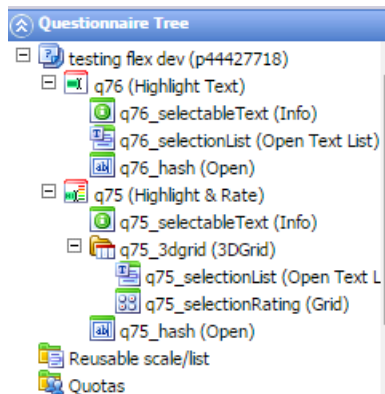 Questionnaire Tree
testing flex dev (p44427718)
q76 (Highlight Text)
q76_selectableText (Info)
q76_selectionList (Open Text List)
q76_hash (Open)
q75 (Highlight & Rate)
q75_selectableText (Info)
q75_3dgrid (3DGrid)
q75_selectionList (Open Text L
q75_selectionRating (Grid)
q75_hash (Open)
Reusable scale/list
Quotas